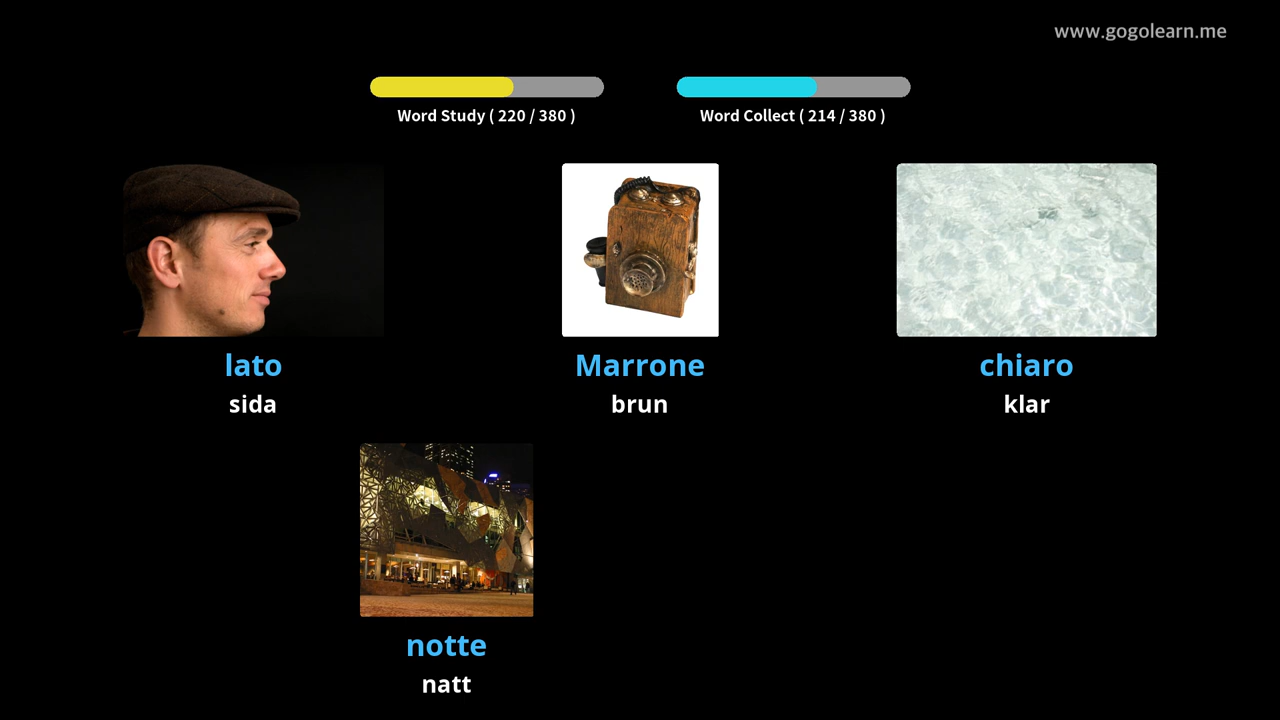 www.gogolearn.me
Word Study ( 220 / 380 )
Word Collect ( 214 / 380 )
lato
sida
Marrone
brun
chiaro
klar
notte
natt